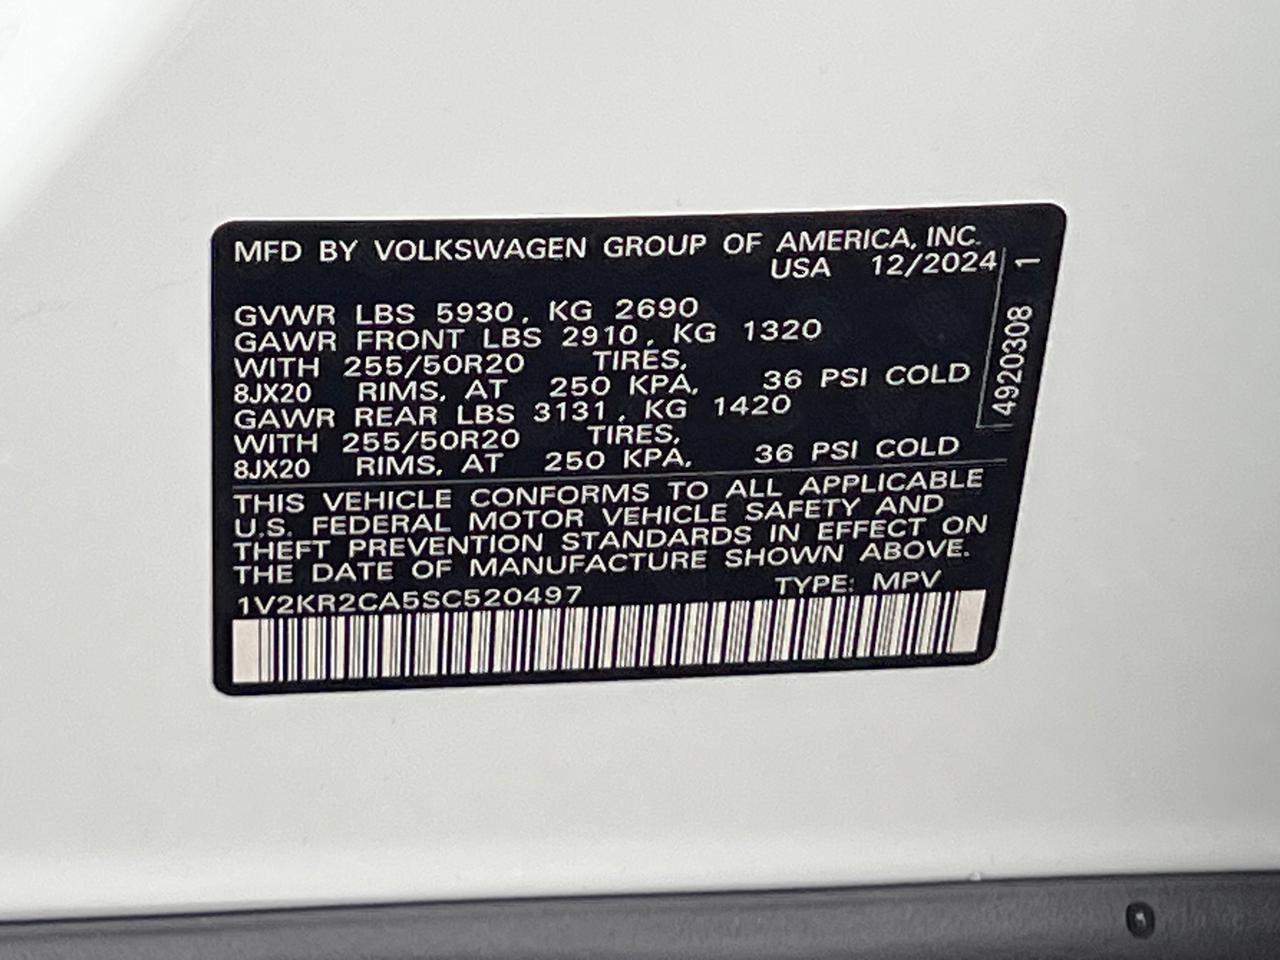 MFD BY VOLKSWAGEN GROUP OF AMERICA, INC.
USA 12/2024
GVWR LBS 5930, KG 2690
GAWR FRONT LBS 2910, KG 1320
WITH 255/50R20 TIRES,
8JX20 RIMS, AT 250 KPA, 36 PSI COLD
GAWR REAR LBS 3131, KG 1420
WITH 255/50R20 TIRES,
8JX20 RIMS, AT 250 KPA, 36 PSI COLD
THIS VEHICLE CONFORMS TO ALL APPLICABLE
U.S. FEDERAL MOTOR VEHICLE SAFETY AND
THEFT PREVENTION STANDARDS IN EFFECT ON
THE DATE OF MANUFACTURE SHOWN ABOVE.
1V2KR2CA5SC520497 TYPE: MPV
4920308 1